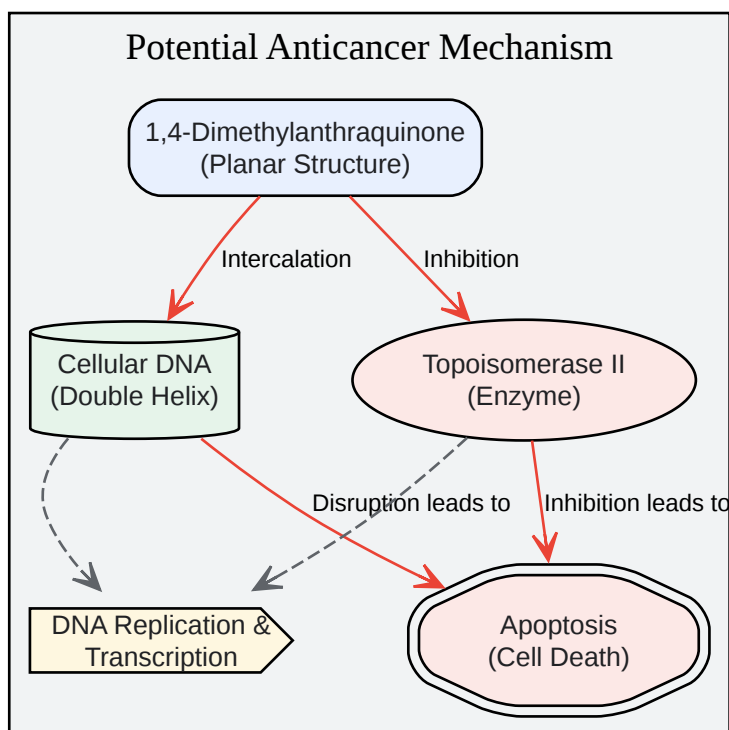 Potential Anticancer Mechanism
1,4-Dimethylanthraquinone
(Planar Structure)
Intercalation
Inhibition
Cellular DNA
(Double Helix)
Topoisomerase II
(Enzyme)
Disruption leads to
Inhibition leads to
DNA Replication &
Transcription
Apoptosis
(Cell Death)